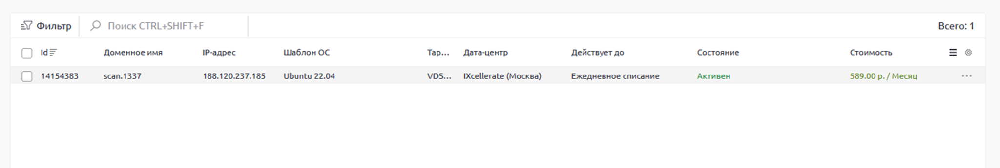 Фильтр Поиск CTRL+SHIFT+F Всего: 1
Id Доменное имя IP-адрес Шаблон ОС Тар... Дата-центр Действует до Состояние Стоимость
14154383 scan.1337 188.120.237.185 Ubuntu 22.04 VDS... IXcellerate (Москва) Ежедневное списание Активен 589.00 р. / Месяц